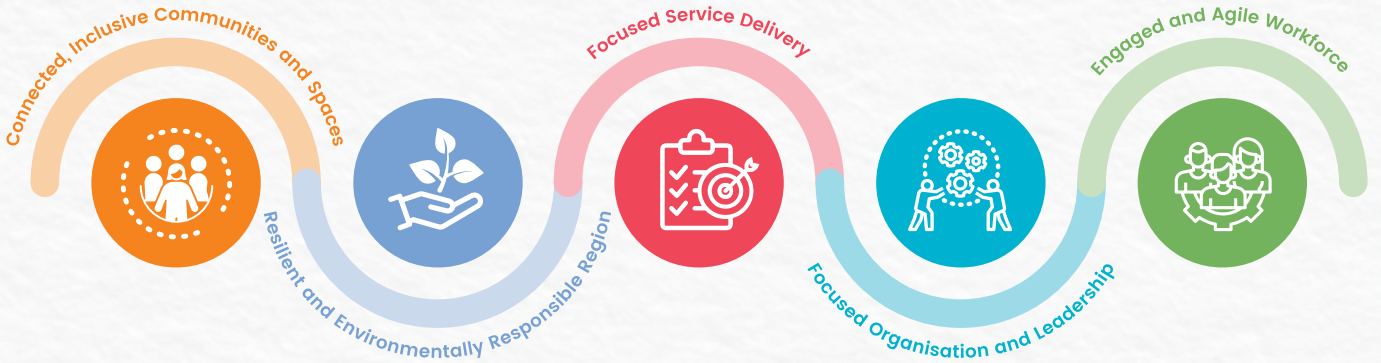 Connected, Inclusive Communities and Spaces
Resilient and Environmentally Responsible Region
Focused Service Delivery
Focused Organisation and Leadership
Engaged and Agile Workforce